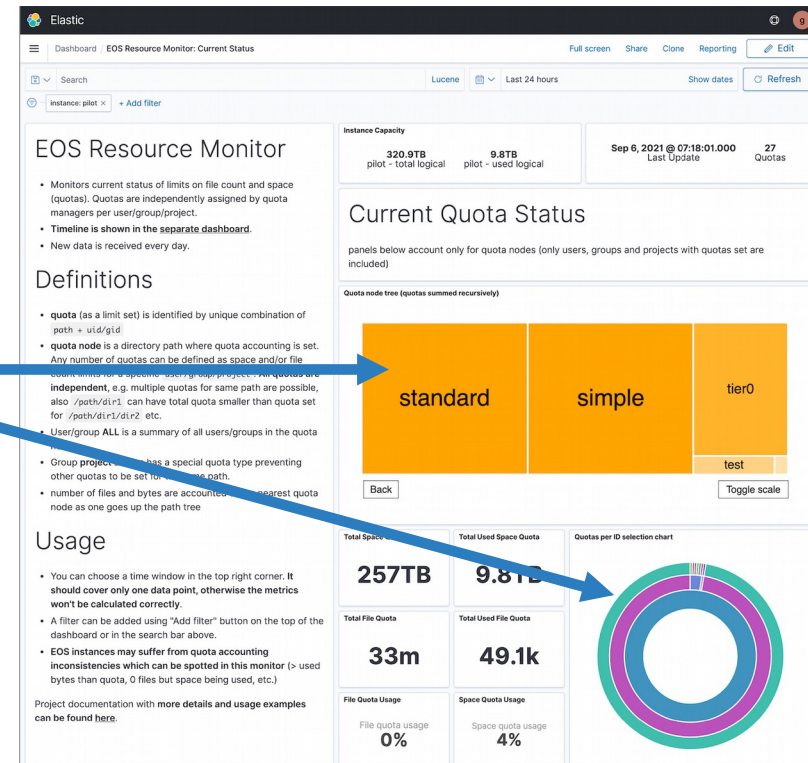 Elastic
g
Dashboard / EOS Resource Monitor: Current Status
Full screen Share Clone Reporting Edit
Search
Lucene
Last 24 hours
Show dates
Refresh
instance: pilot ×
+ Add filter
EOS Resource Monitor
• Monitors current status of limits on file count and space
(quotas). Quotas are independently assigned by quota
managers per user/group/project.
• Timeline is shown in the separate dashboard.
• New data is received every day.
Definitions
• quota (as a limit set) is identified by unique combination of
path + uid/gid
• quota node is a directory path where quota accounting is set.
Any number of quotas can be defined as space and/or file
count limits for a specific user/group/project. All quotas are
independent, e.g. multiple quotas for same path are possible,
also /path/dir1 can have total quota smaller than quota set
for /path/dir1/dir2 etc.
• User/group ALL is a summary of all users/groups in the quota
• Group project has a special quota type preventing
other quotas to be set for path.
• number of files and bytes are accounted nearest quota
node as one goes up the path tree
Usage
• You can choose a time window in the top right corner. It
should cover only one data point, otherwise the metrics
won't be calculated correctly.
• A filter can be added using "Add filter" button on the top of the
dashboard or in the search bar above.
• EOS instances may suffer from quota accounting
inconsistencies which can be spotted in this monitor (> used
bytes than quota, 0 files but space being used, etc.)
Project documentation with more details and usage examples
can be found here.
Instance Capacity
320.9TB
pilot - total logical
9.8TB
pilot - used logical
Sep 6, 2021 @ 07:18:01.000
Last Update
27
Quotas
Current Quota Status
panels below account only for quota nodes (only users, groups and projects with quotas set are
included)
Quota node tree (quotas summed recursively)
standard
simple
tier0
test
Back
Toggle scale
Total Space Quota
257TB
Total Used Space Quota
9.8TB
Quotas per ID selection chart
Total File Quota
33m
Total Used File Quota
49.1k
File Quota Usage
File quota usage
0%
Space Quota Usage
Space quota usage
4%